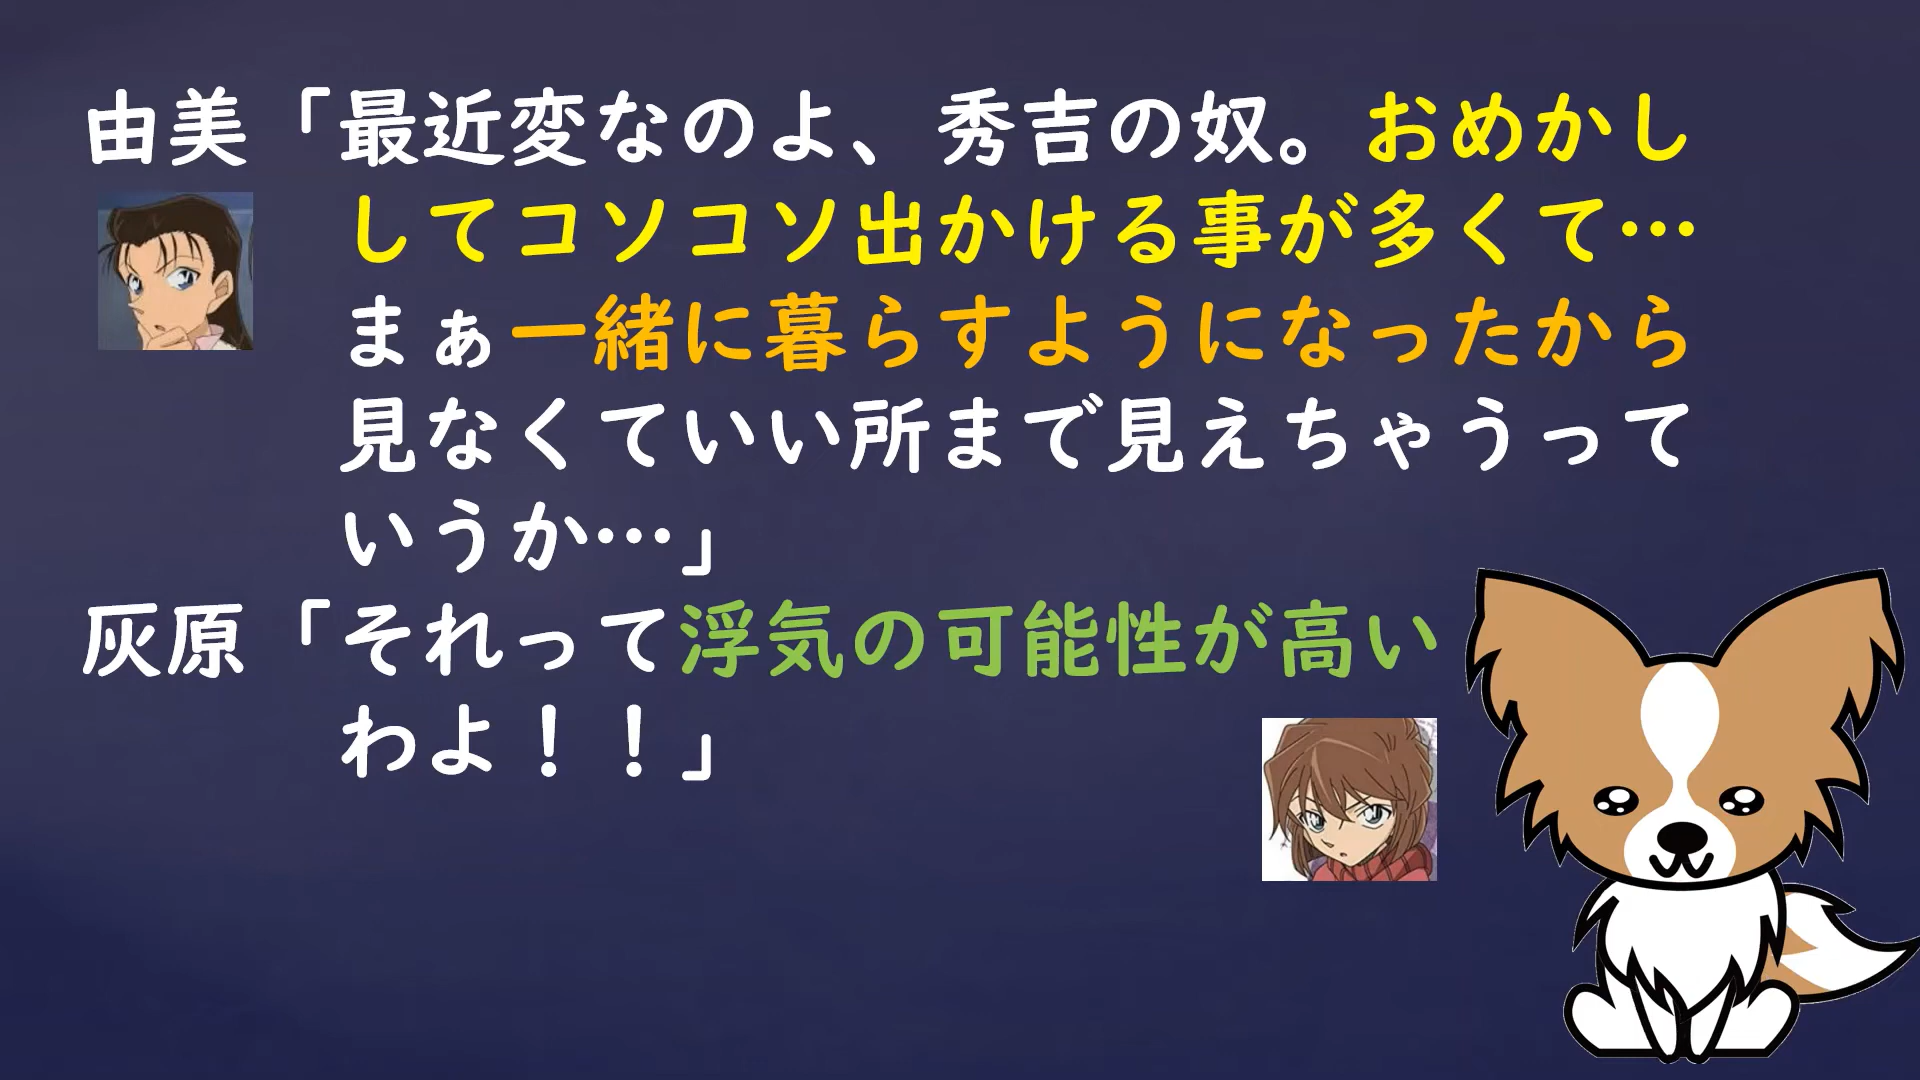 由美「最近変なのよ、秀吉の奴。おめかし
してコソコソ出かける事が多くて…
まぁ一緒に暮らすようになったから
見なくていい所まで見えちゃうって
いうか…」
灰原「それって浮気の可能性が高い
わよ！！」